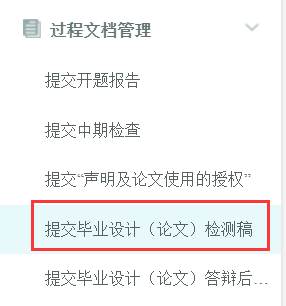 过程文档管理
提交开题报告
提交中期检查
提交“声明及论文使用的授权”
提交毕业设计（论文）检测稿
提交毕业设计（论文）答辩后...